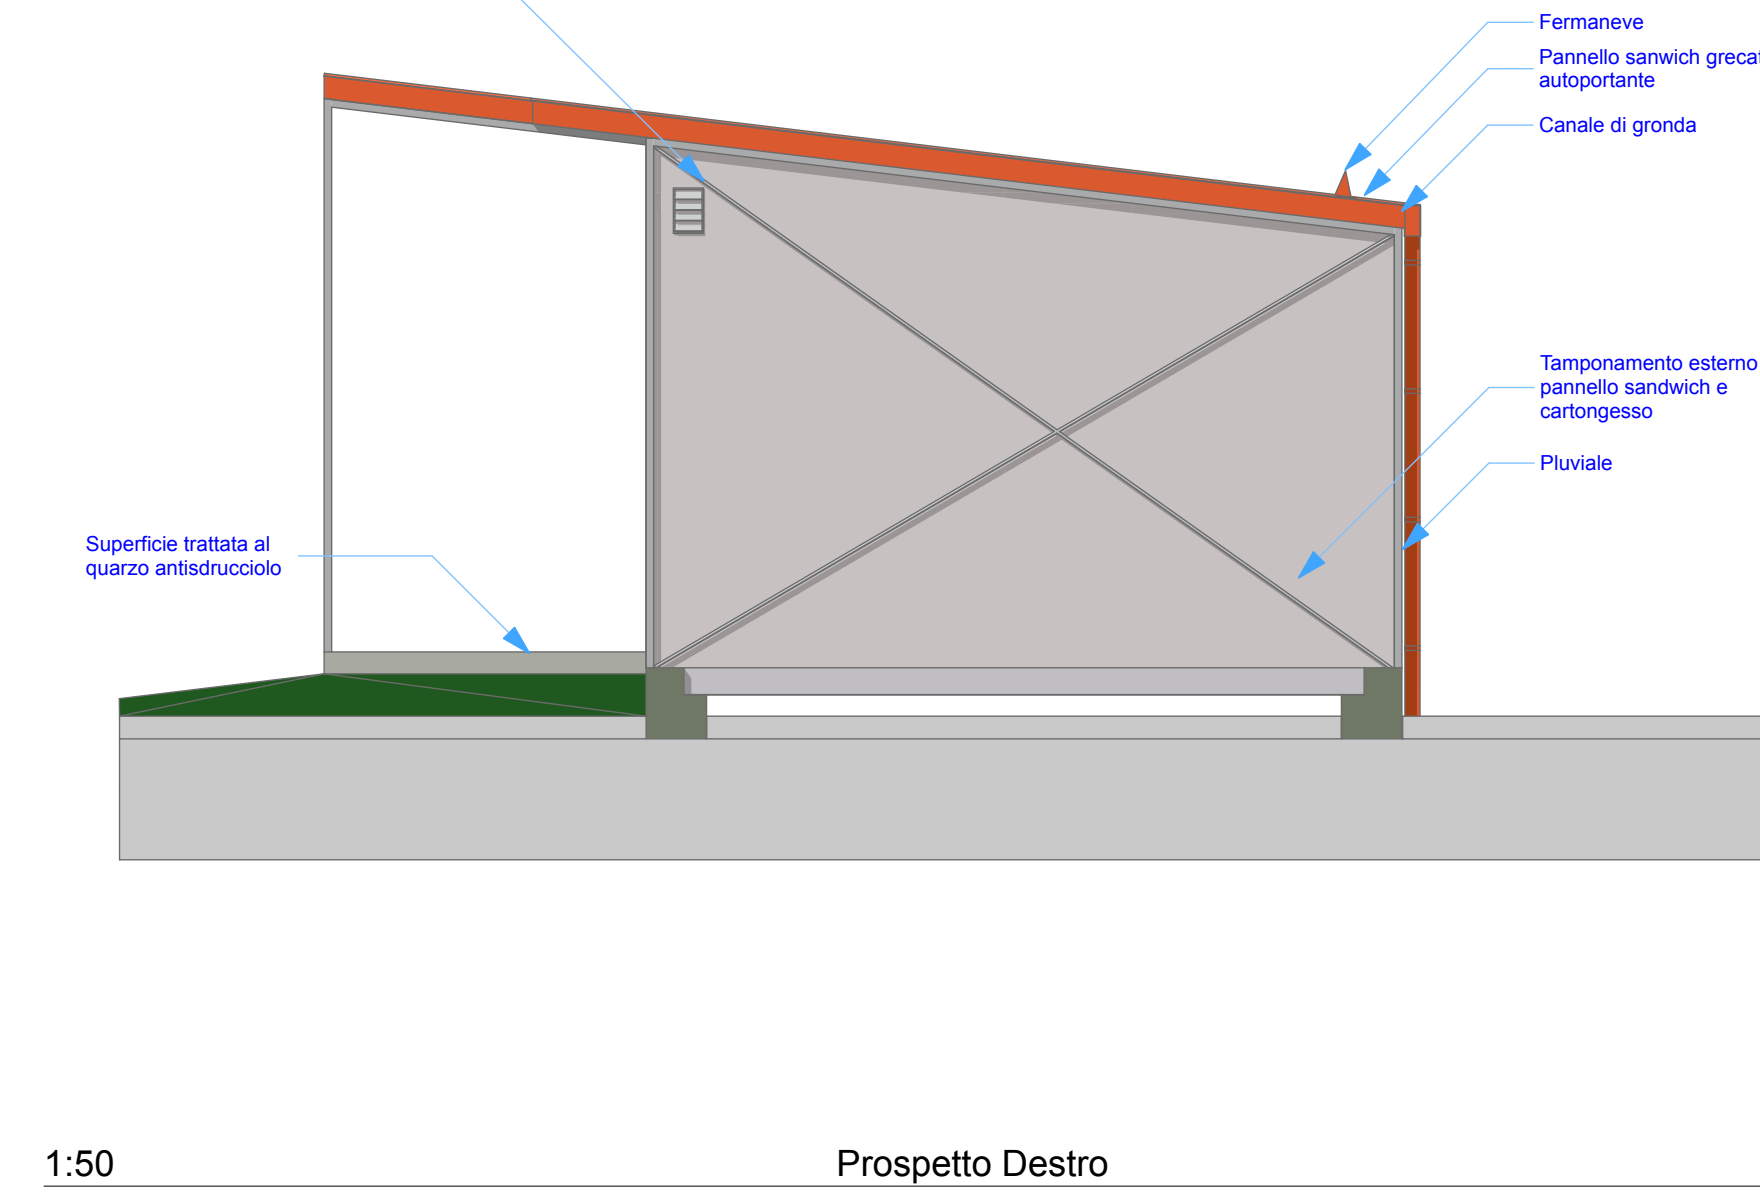 Fermaneve
Pannello sanwich greca
autoportante
Canale di gronda
Tamponamento esterno
pannello sandwich e
cartongesso
Pluviale
Superficie trattata al
quarzo antisdrucciolo
1:50
Prospetto Destro